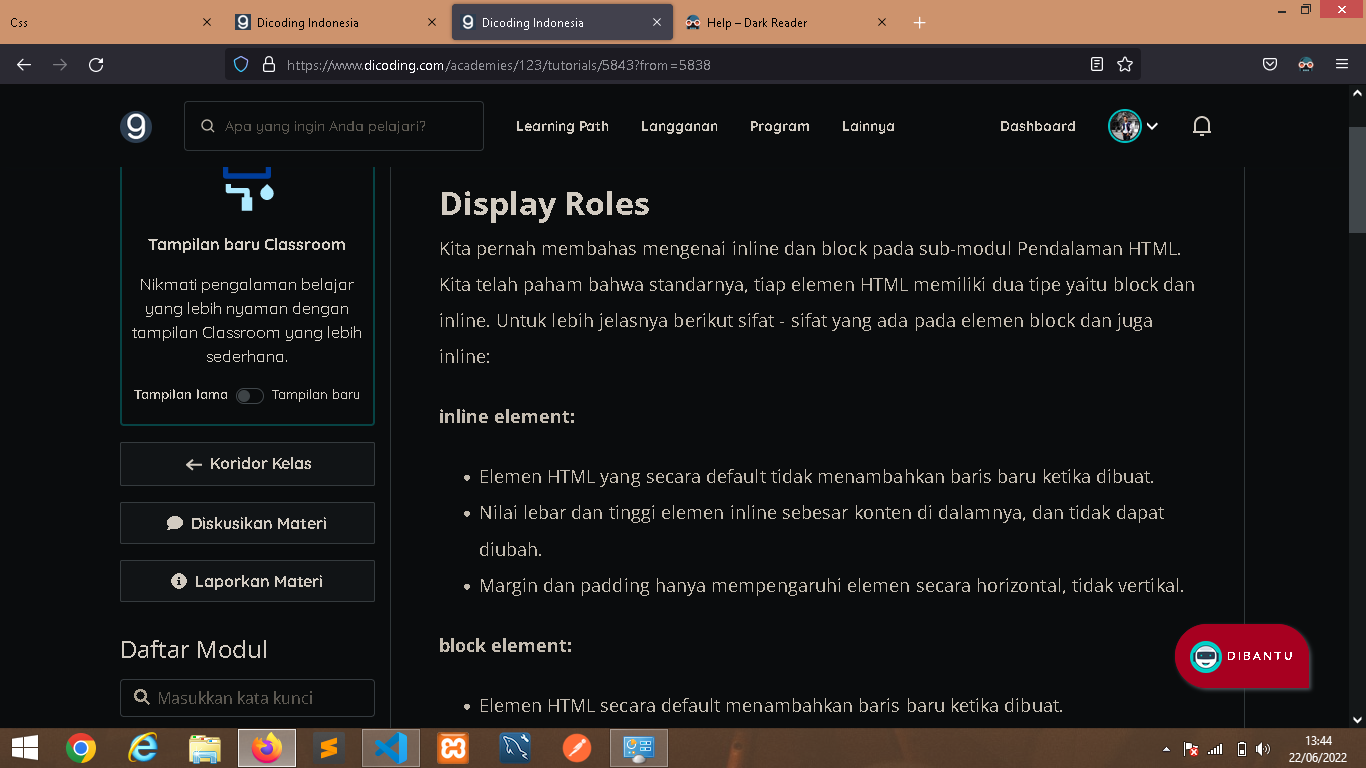 Css
Dicoding Indonesia
Dicoding Indonesia
Help – Dark Reader
https://www.dicoding.com/academies/123/tutorials/5843?from=5838
Apa yang ingin Anda pelajari?
Learning Path
Langganan
Program
Lainnya
Dashboard
Tampilan baru Classroom
Nikmati pengalaman belajar
yang lebih nyaman dengan
tampilan Classroom yang lebih
sederhana.
Tampilan lama Tampilan baru
Koridor Kelas
Diskusikan Materi
Laporkan Materi
Daftar Modul
Masukkan kata kunci
Display Roles
Kita pernah membahas mengenai inline dan block pada sub-modul Pendalaman HTML.
Kita telah paham bahwa standarnya, tiap elemen HTML memiliki dua tipe yaitu block dan
inline. Untuk lebih jelasnya berikut sifat - sifat yang ada pada elemen block dan juga
inline:
inline element:
• Elemen HTML yang secara default tidak menambahkan baris baru ketika dibuat.
• Nilai lebar dan tinggi elemen inline sebesar konten di dalamnya, dan tidak dapat
diubah.
• Margin dan padding hanya mempengaruhi elemen secara horizontal, tidak vertikal.
block element:
• Elemen HTML secara default menambahkan baris baru ketika dibuat.
DIBANTU
13:44
22/06/2022